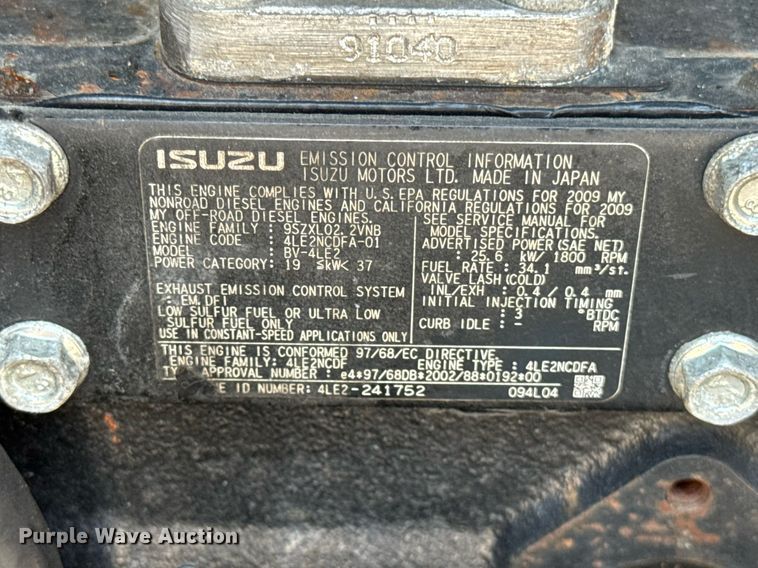 91040
ISUZU EMISSION CONTROL INFORMATION
ISUZU MOTORS LTD. MADE IN JAPAN
THIS ENGINE COMPLIES WITH U.S. EPA REGULATIONS FOR 2009 MY
NONROAD DIESEL ENGINES AND CALIFORNIA REGULATIONS FOR 2009
MY OFF-ROAD DIESEL ENGINES.
ENGINE FAMILY : 9SZXL02.2VNB
ENGINE CODE : 4LE2NCDFA-01
MODEL : BV-4LE2
POWER CATEGORY : 19 ≤kW< 37
EXHAUST EMISSION CONTROL SYSTEM
: EM, DFI
LOW SULFUR FUEL OR ULTRA LOW
SULFUR FUEL ONLY
USE IN CONSTANT-SPEED APPLICATIONS ONLY
SEE SERVICE MANUAL FOR
MODEL SPECIFICATIONS.
ADVERTISED POWER (SAE NET)
: 25.6 kW/ 1800 RPM
FUEL RATE : 34.1 mm³/st.
VALVE LASH (COLD)
INL/EXH : 0.4 / 0.4 mm
INITIAL INJECTION TIMING
: 3 °BTDC
CURB IDLE : - RPM
THIS ENGINE IS CONFORMED 97/68/EC DIRECTIVE.
ENGINE FAMILY: 4LE2NCDF ENGINE TYPE : 4LE2NCDFA
APPROVAL NUMBER : e4*97/68DB*2002/88*0192*00
ID NUMBER: 4LE2-241752 094L04
Purple Wave Auction